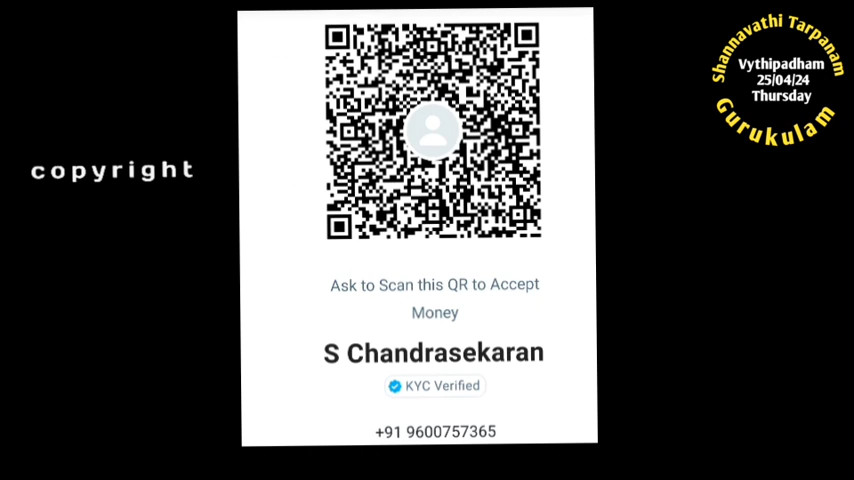 copyright
Ask to Scan this QR to Accept
Money
S Chandrasekaran
KYC Verified
+91 9600757365
Shannavathi Tarpanam
Vythipadham
25/04/24
Thursday
Gurukulam